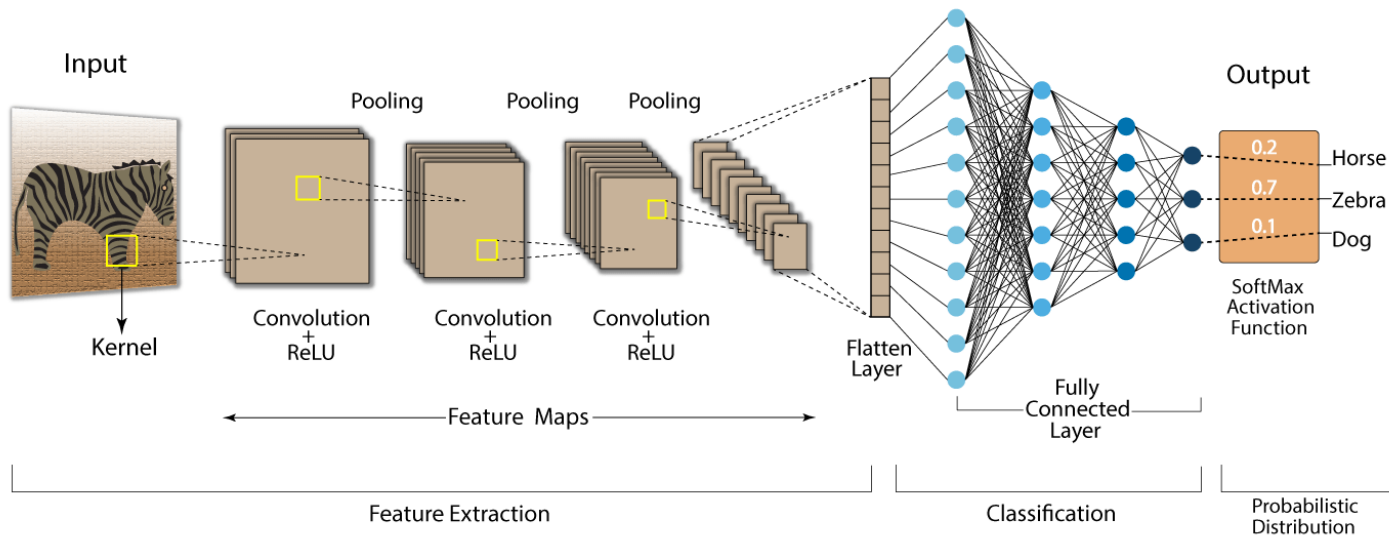 Input
Output
Pooling
Pooling
Pooling
0.2
Horse
0.7
Zebra
0.1
Dog
SoftMax
Activation
Function
Convolution
+
ReLU
Convolution
+
ReLU
Convolution
+
ReLU
Kernel
Flatten
Layer
Fully
Connected
Layer
Feature Maps
Feature Extraction
Classification
Probabilistic
Distribution